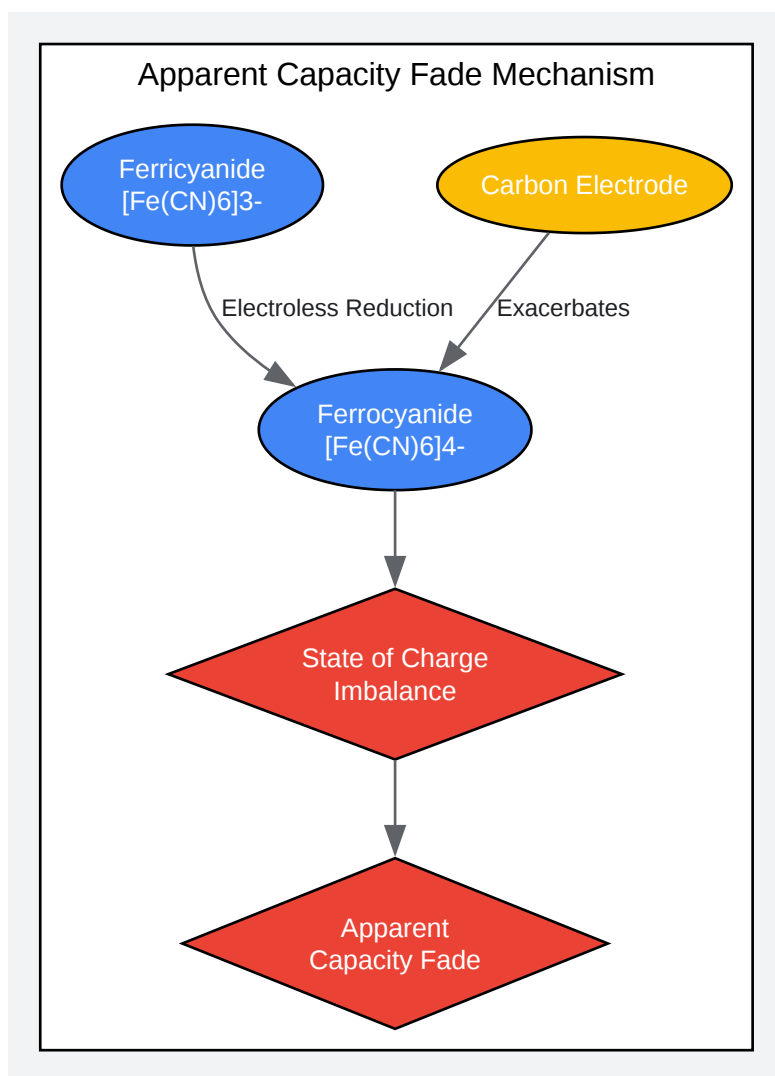 Apparent Capacity Fade Mechanism
Ferricyanide
[Fe(CN)6]3-
Carbon Electrode
Electroless Reduction
Exacerbates
Ferrocyanide
[Fe(CN)6]4-
State of Charge
Imbalance
Apparent
Capacity Fade